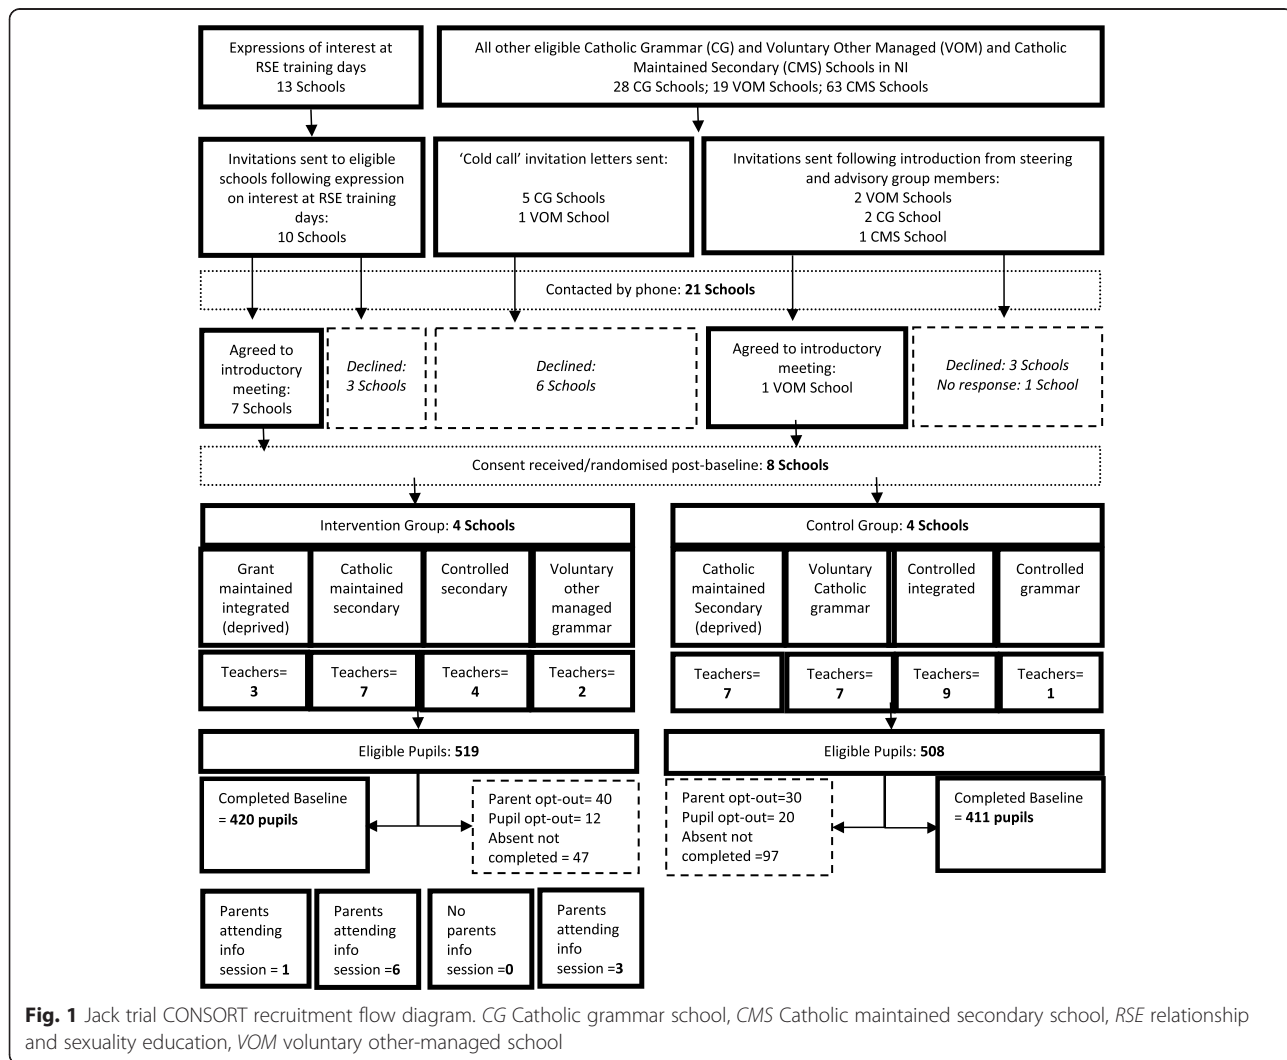 Expressions of interest at
RSE training days
13 Schools
All other eligible Catholic Grammar (CG) and Voluntary Other Managed (VOM) and Catholic
Maintained Secondary (CMS) Schools in NI
28 CG Schools; 19 VOM Schools; 63 CMS Schools
Invitations sent to eligible
schools following expression
on interest at RSE training
days:
10 Schools
‘Cold call’ invitation letters sent:
5 CG Schools
1 VOM School
Invitations sent following introduction from steering
and advisory group members:
2 VOM Schools
2 CG School
1 CMS School
Contacted by phone: 21 Schools
Agreed to
introductory
meeting:
7 Schools
Declined:
3 Schools
Declined:
6 Schools
Agreed to introductory
meeting:
1 VOM School
Declined: 3 Schools
No response: 1 School
Consent received/randomised post-baseline: 8 Schools
Intervention Group: 4 Schools
Grant
maintained
integrated
(deprived)
Catholic
maintained
secondary
Controlled
secondary
Voluntary
other
managed
grammar
Teachers=
3
Teachers=
7
Teachers=
4
Teachers=
2
Control Group: 4 Schools
Catholic
maintained
Secondary
(deprived)
Voluntary
Catholic
grammar
Controlled
integrated
Controlled
grammar
Teachers=
7
Teachers=
7
Teachers=
9
Teachers=
1
Eligible Pupils: 519
Completed Baseline
= 420 pupils
Parent opt-out= 40
Pupil opt-out= 12
Absent not
completed = 47
Eligible Pupils: 508
Parent opt-out=30
Pupil opt-out= 20
Absent not
completed =97
Completed Baseline
= 411 pupils
Parents
attending
info
session = 1
Parents
attending
info
session =6
No
parents
info
session =0
Parents
attending
info
session =3
Fig. 1 Jack trial CONSORT recruitment flow diagram. CG Catholic grammar school, CMS Catholic maintained secondary school, RSE relationship
and sexuality education, VOM voluntary other-managed school